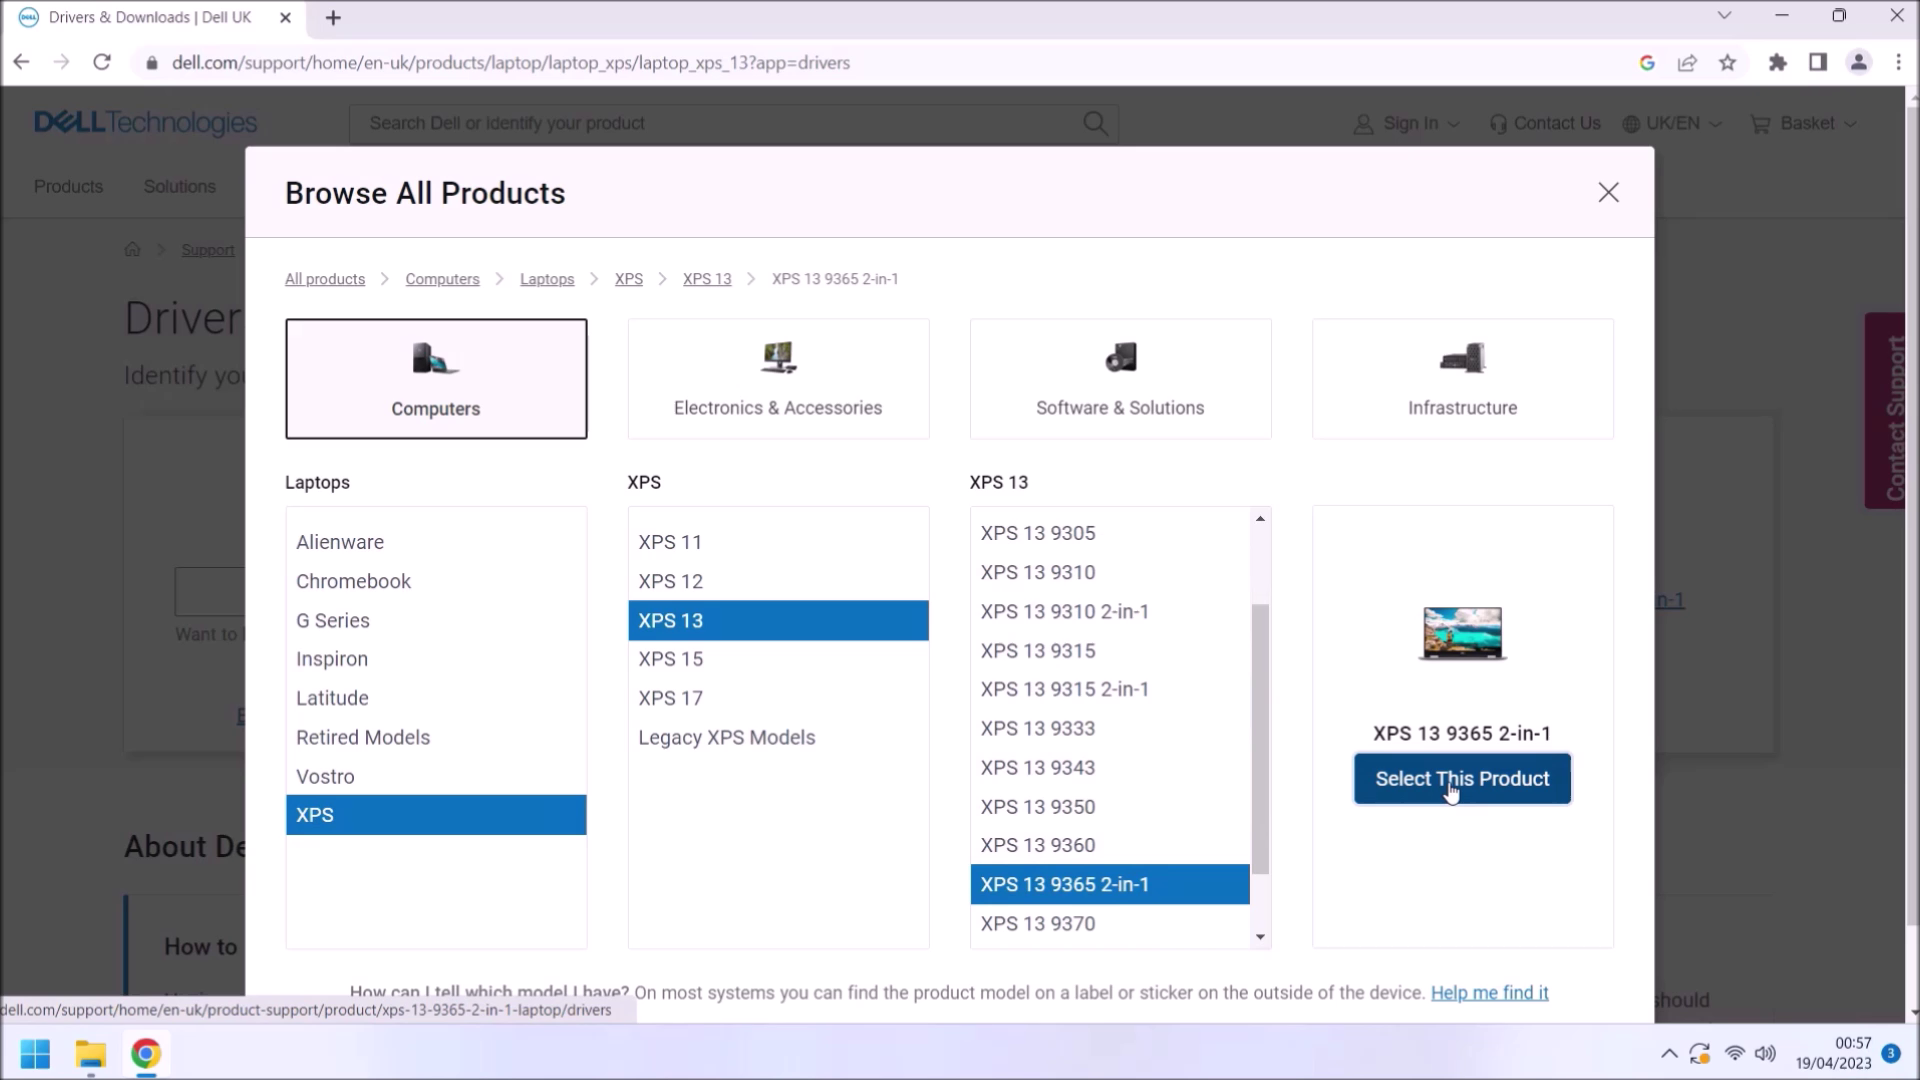 Drivers & Downloads | Dell UK
dell.com/support/home/en-uk/products/laptop/laptop_xps/laptop_xps_13?app=drivers
DELLTechnologies
Search Dell or identify your product
Sign In
Contact Us
UK/EN
Basket
Products
Solutions
Browse All Products
Support
All products
Computers
Laptops
XPS
XPS 13
XPS 13 9365 2-in-1
Driver
Identify you
Computers
Electronics & Accessories
Software & Solutions
Infrastructure
Contact Support
Laptops
XPS
XPS 13
Alienware
Chromebook
G Series
Inspiron
Latitude
Retired Models
Vostro
XPS
XPS 11
XPS 12
XPS 13
XPS 15
XPS 17
Legacy XPS Models
XPS 13 9305
XPS 13 9310
XPS 13 9310 2-in-1
XPS 13 9315
XPS 13 9315 2-in-1
XPS 13 9333
XPS 13 9343
XPS 13 9350
XPS 13 9360
XPS 13 9365 2-in-1
XPS 13 9370
XPS 13 9365 2-in-1
Select This Product
n-1
Want to
About De
How to
How can I tell which model I have? On most systems you can find the product model on a label or sticker on the outside of the device. Help me find it
should
dell.com/support/home/en-uk/product-support/product/xps-13-9365-2-in-1-laptop/drivers
00:57
19/04/2023
3